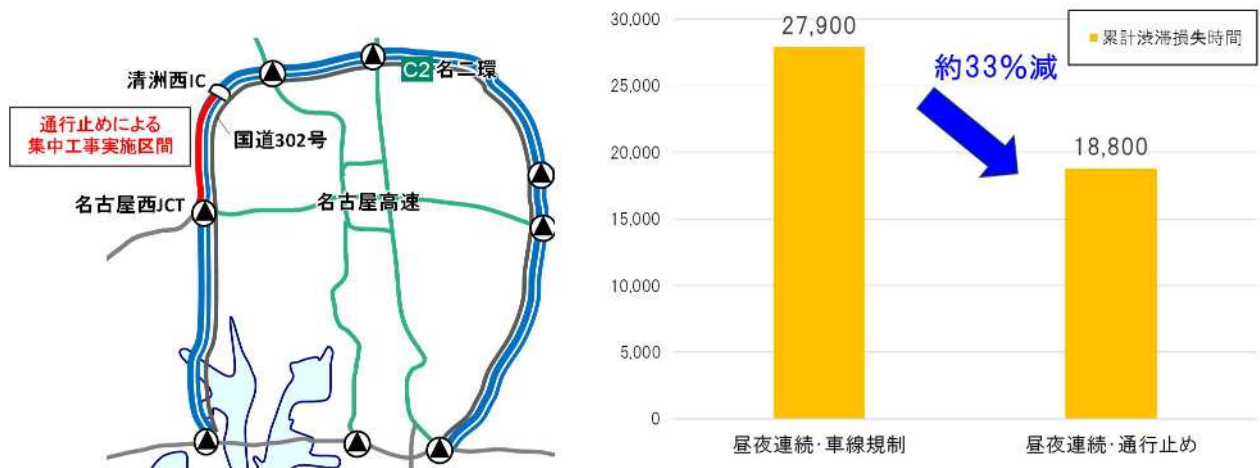 清洲西IC
C2 名二環
通行止めによる
集中工事実施区間
国道302号
名古屋西JCT
名古屋高速
30,000
25,000
20,000
15,000
10,000
5,000
0
27,900
累計渋滞損失時間
約33%減
18,800
昼夜連続・車線規制
昼夜連続・通行止め